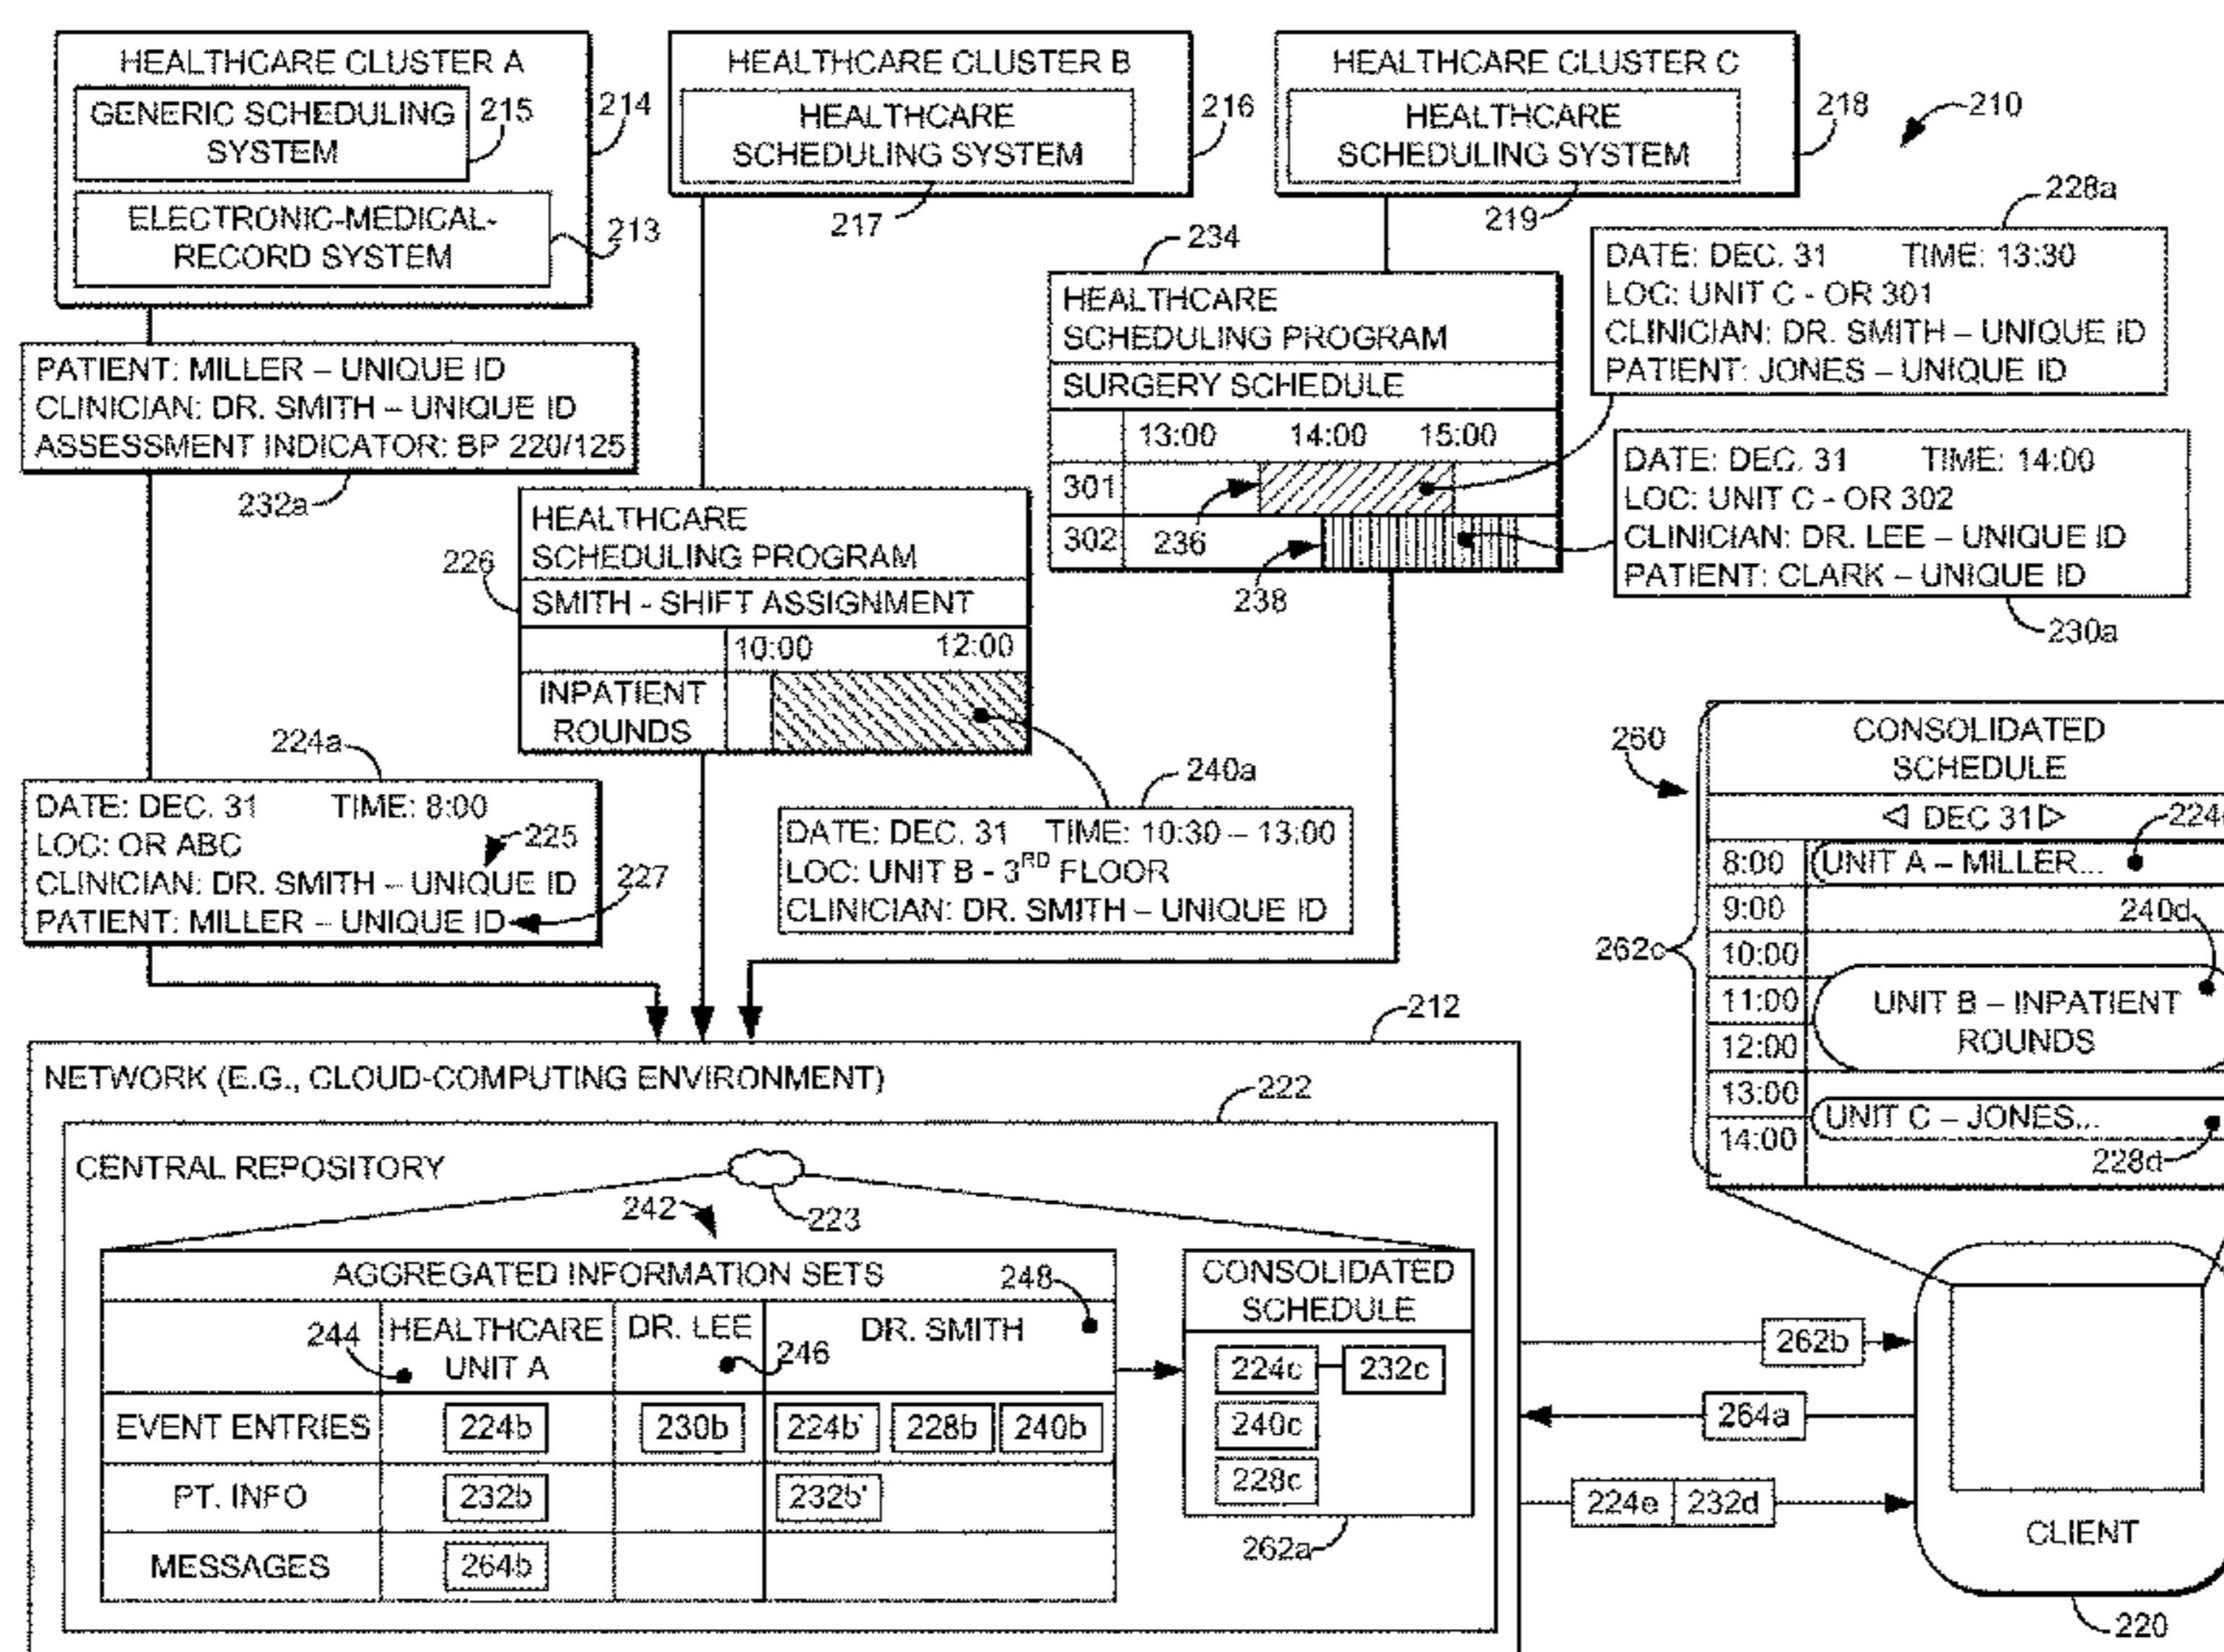 HEALTHCARE CLUSTER A
GENERIC SCHEDULING
SYSTEM
215
214
ELECTRONIC-MEDICAL-
RECORD SYSTEM
213
HEALTHCARE CLUSTER B
HEALTHCARE
SCHEDULING SYSTEM
216
217
HEALTHCARE CLUSTER C
HEALTHCARE
SCHEDULING SYSTEM
218
219
210
PATIENT: MILLER – UNIQUE ID
CLINICIAN: DR. SMITH – UNIQUE ID
ASSESSMENT INDICATOR: BP 220/125
232a
234
HEALTHCARE
SCHEDULING PROGRAM
SURGERY SCHEDULE
13:00 14:00 15:00
301
302
236
238
228a
DATE: DEC. 31 TIME: 13:30
LOC: UNIT C - OR 301
CLINICIAN: DR. SMITH – UNIQUE ID
PATIENT: JONES – UNIQUE ID
DATE: DEC. 31 TIME: 14:00
LOC: UNIT C - OR 302
CLINICIAN: DR. LEE – UNIQUE ID
PATIENT: CLARK – UNIQUE ID
230a
226
HEALTHCARE
SCHEDULING PROGRAM
SMITH - SHIFT ASSIGNMENT
10:00 12:00
INPATIENT
ROUNDS
224a
DATE: DEC. 31 TIME: 8:00
LOC: OR ABC
225
CLINICIAN: DR. SMITH – UNIQUE ID
227
PATIENT: MILLER – UNIQUE ID
240a
DATE: DEC. 31 TIME: 10:30 – 13:00
LOC: UNIT B - 3RD FLOOR
CLINICIAN: DR. SMITH – UNIQUE ID
260
262c
CONSOLIDATED
SCHEDULE
◁ DEC 31 ▷
8:00 UNIT A – MILLER...
9:00
240d
10:00
11:00 UNIT B – INPATIENT
12:00 ROUNDS
13:00
UNIT C – JONES...
14:00
228d
212
NETWORK (E.G., CLOUD-COMPUTING ENVIRONMENT)
222
CENTRAL REPOSITORY
223
242
AGGREGATED INFORMATION SETS
248
244
HEALTHCARE
UNIT A
DR. LEE
246
DR. SMITH
EVENT ENTRIES 224b 230b 224b' 228b 240b
PT. INFO 232b 232b'
MESSAGES 264b
CONSOLIDATED
SCHEDULE
224c 232c
240c
228c
262a
262b
264a
224e 232d
CLIENT
220